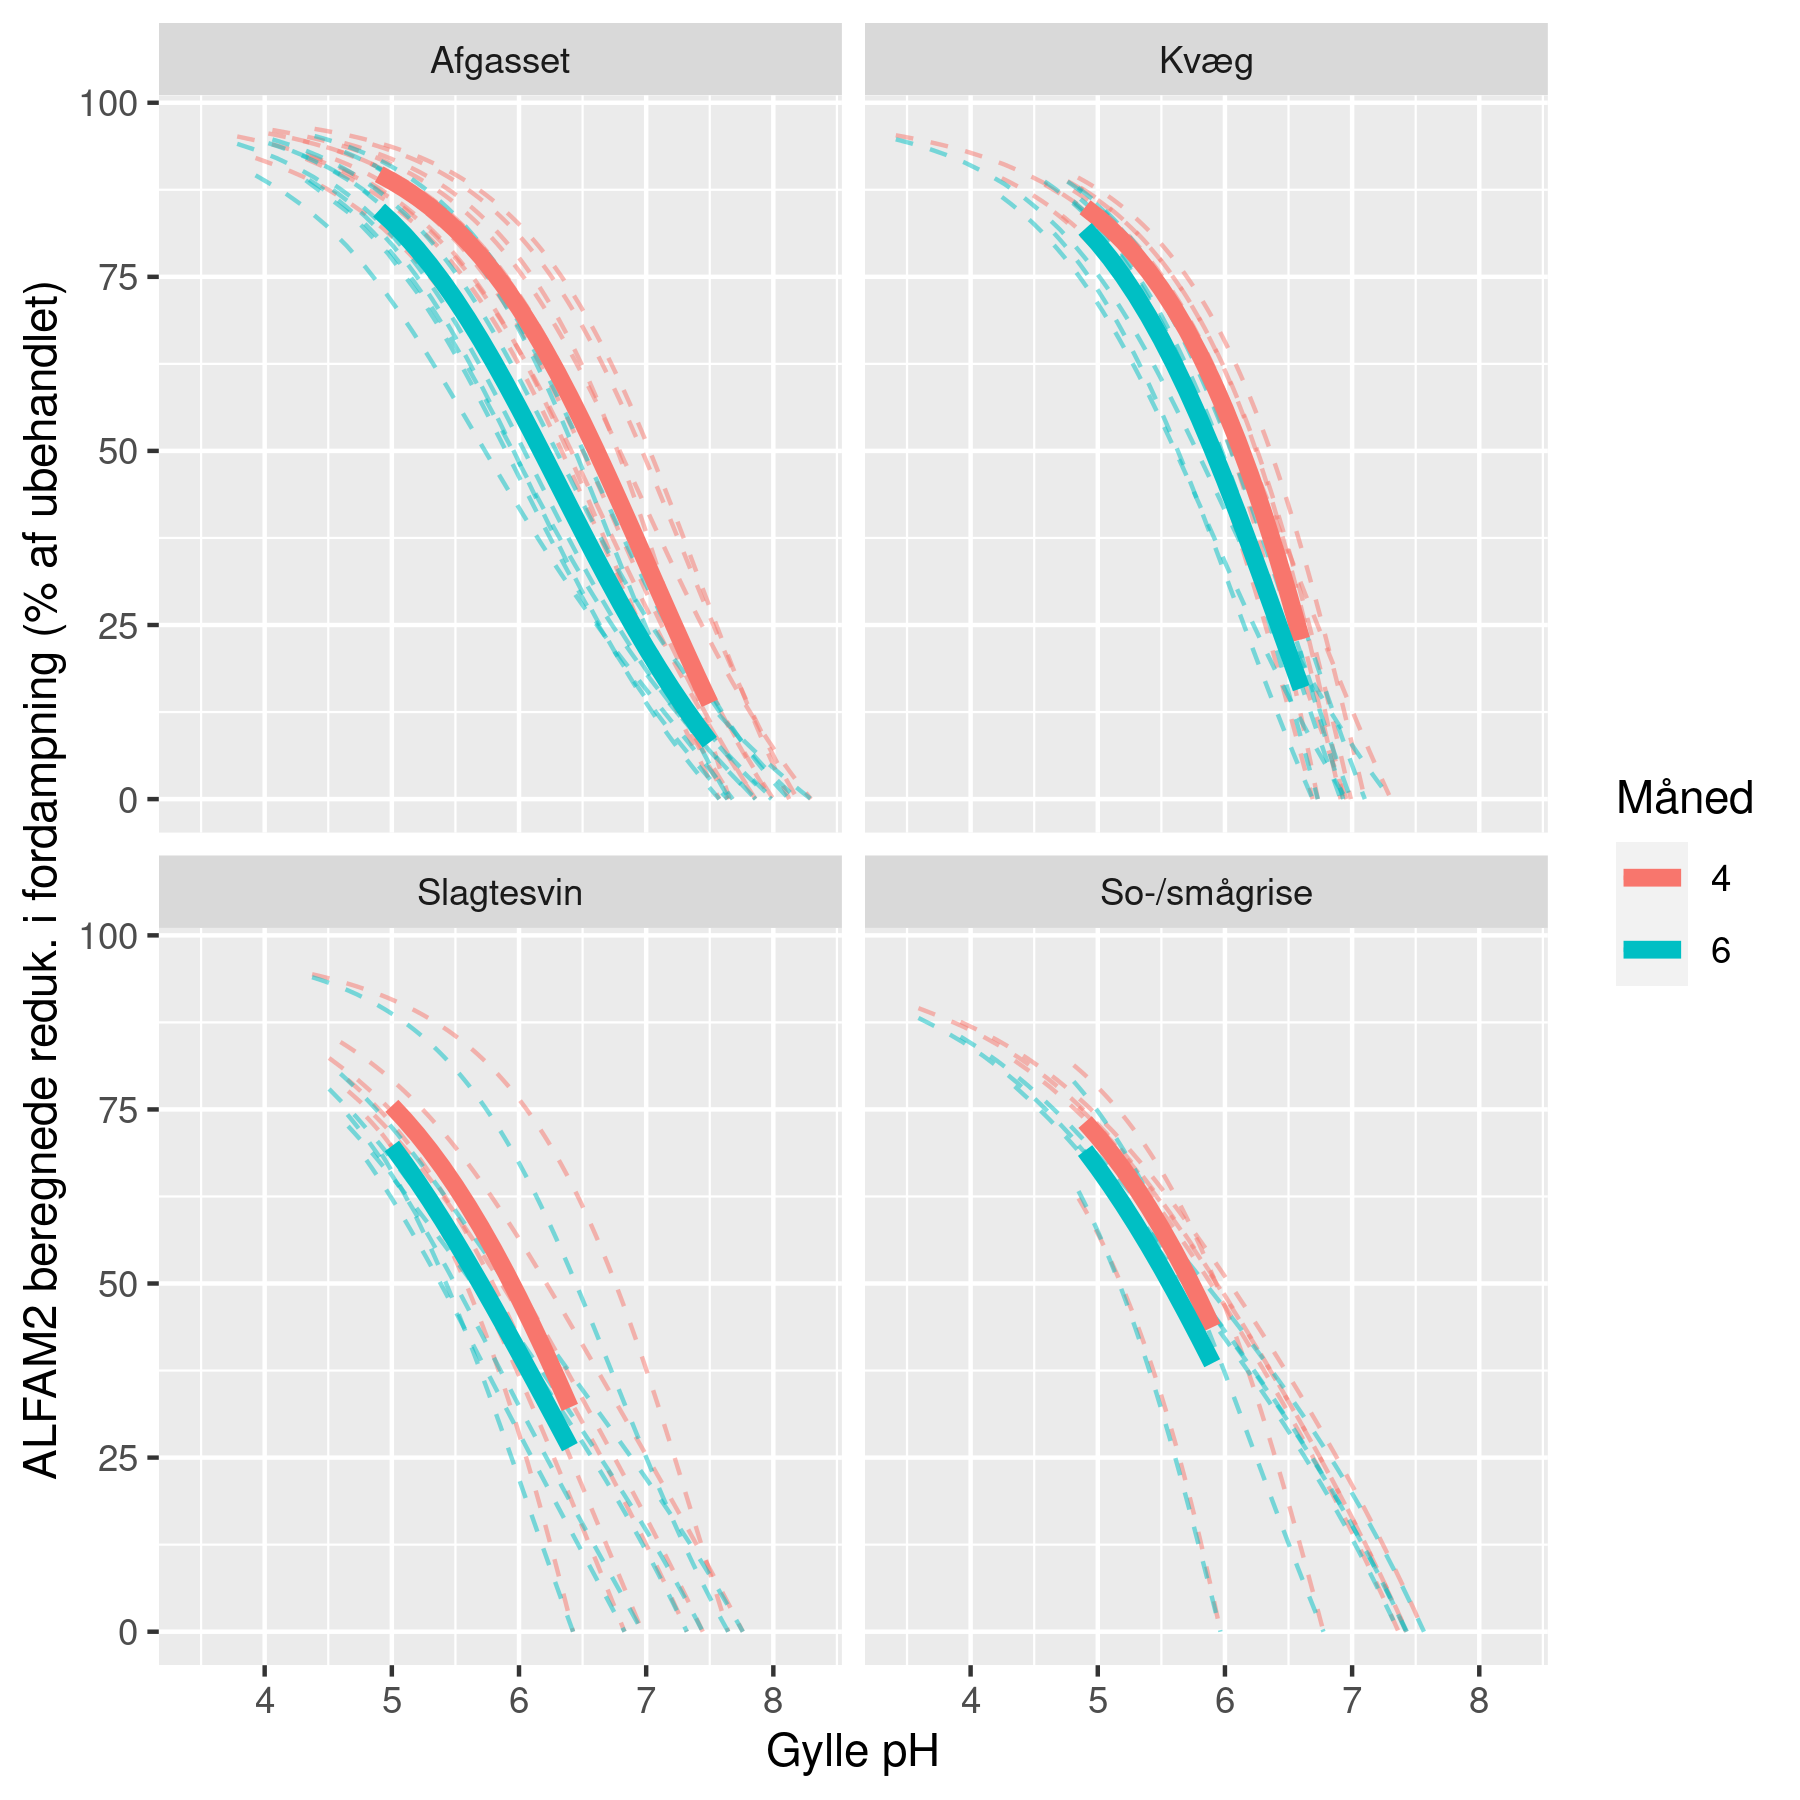 Afgasset
Kvæg
100
75
50
25
0
Slagtesvin
So-/smågrise
100
75
50
25
0
4 5 6 7 8
4 5 6 7 8
Gylle pH
ALFAM2 beregnede reduk. i fordampning (% af ubehandlet)
Måned
4
6